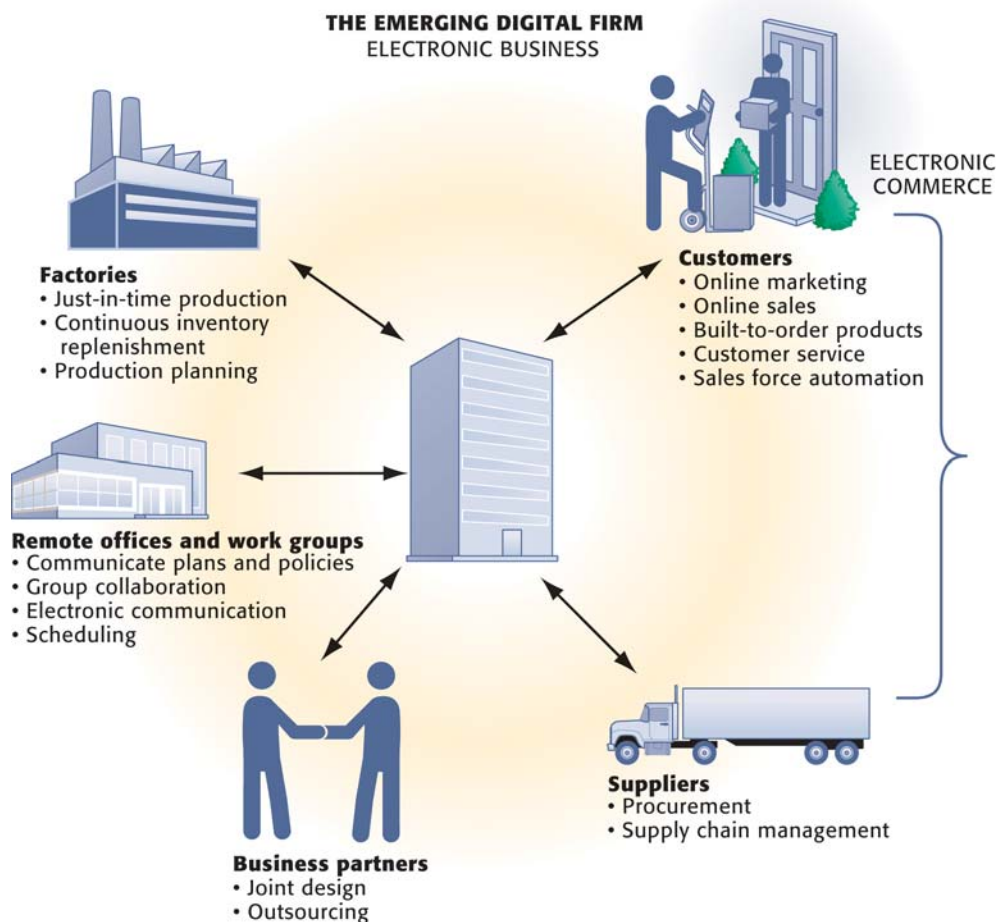 THE EMERGING DIGITAL FIRM
ELECTRONIC BUSINESS
ELECTRONIC
COMMERCE
Factories
• Just-in-time production
• Continuous inventory
replenishment
• Production planning
Customers
• Online marketing
• Online sales
• Built-to-order products
• Customer service
• Sales force automation
Remote offices and work groups
• Communicate plans and policies
• Group collaboration
• Electronic communication
• Scheduling
Suppliers
• Procurement
• Supply chain management
Business partners
• Joint design
• Outsourcing